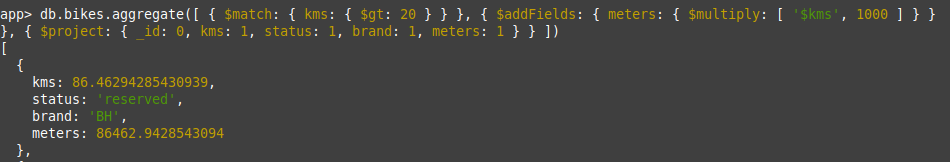 app> db.bikes.aggregate([ { $match: { kms: { $gt: 20 } } }, { $addFields: { meters: { $multiply: [ '$kms', 1000 ] } }
}, { $project: { _id: 0, kms: 1, status: 1, brand: 1, meters: 1 } } ])
[
  {
    kms: 86.46294285430939,
    status: 'reserved',
    brand: 'BH',
    meters: 86462.9428543094
  },